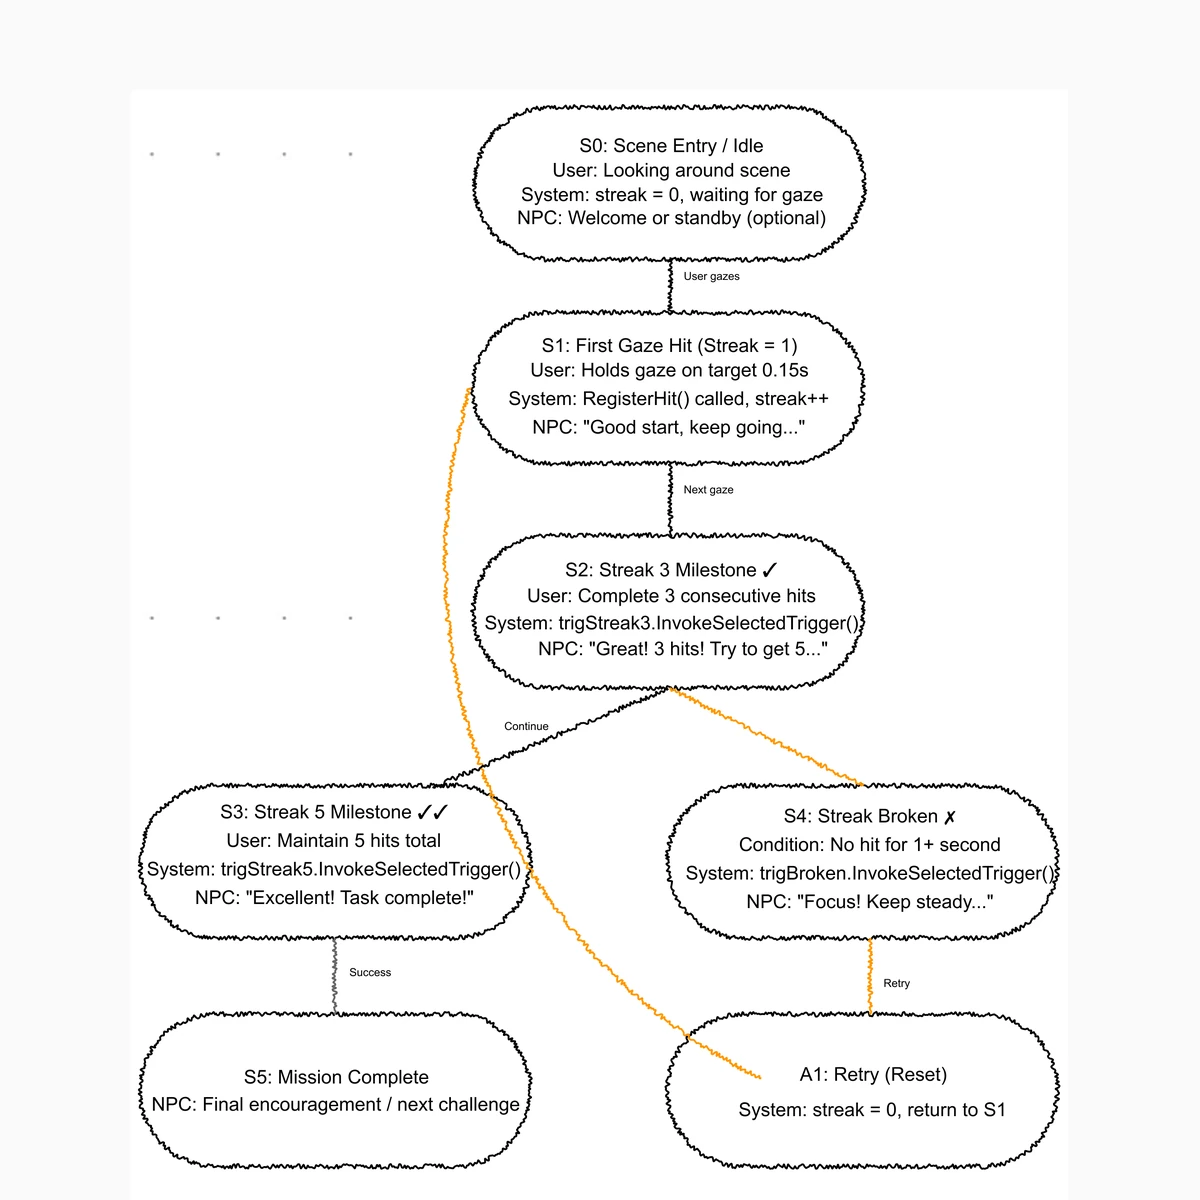 S0: Scene Entry / Idle
User: Looking around scene
System: streak = 0, waiting for gaze
NPC: Welcome or standby (optional)
User gazes
S1: First Gaze Hit (Streak = 1)
User: Holds gaze on target 0.15s
System: RegisterHit() called, streak++
NPC: "Good start, keep going..."
Next gaze
S2: Streak 3 Milestone ✓
User: Complete 3 consecutive hits
System: trigStreak3.InvokeSelectedTrigger()
NPC: "Great! 3 hits! Try to get 5..."
Continue
S3: Streak 5 Milestone ✓✓
User: Maintain 5 hits total
System: trigStreak5.InvokeSelectedTrigger()
NPC: "Excellent! Task complete!"
S4: Streak Broken ✗
Condition: No hit for 1+ second
System: trigBroken.InvokeSelectedTrigger()
NPC: "Focus! Keep steady..."
Success
Retry
S5: Mission Complete
NPC: Final encouragement / next challenge
A1: Retry (Reset)
System: streak = 0, return to S1